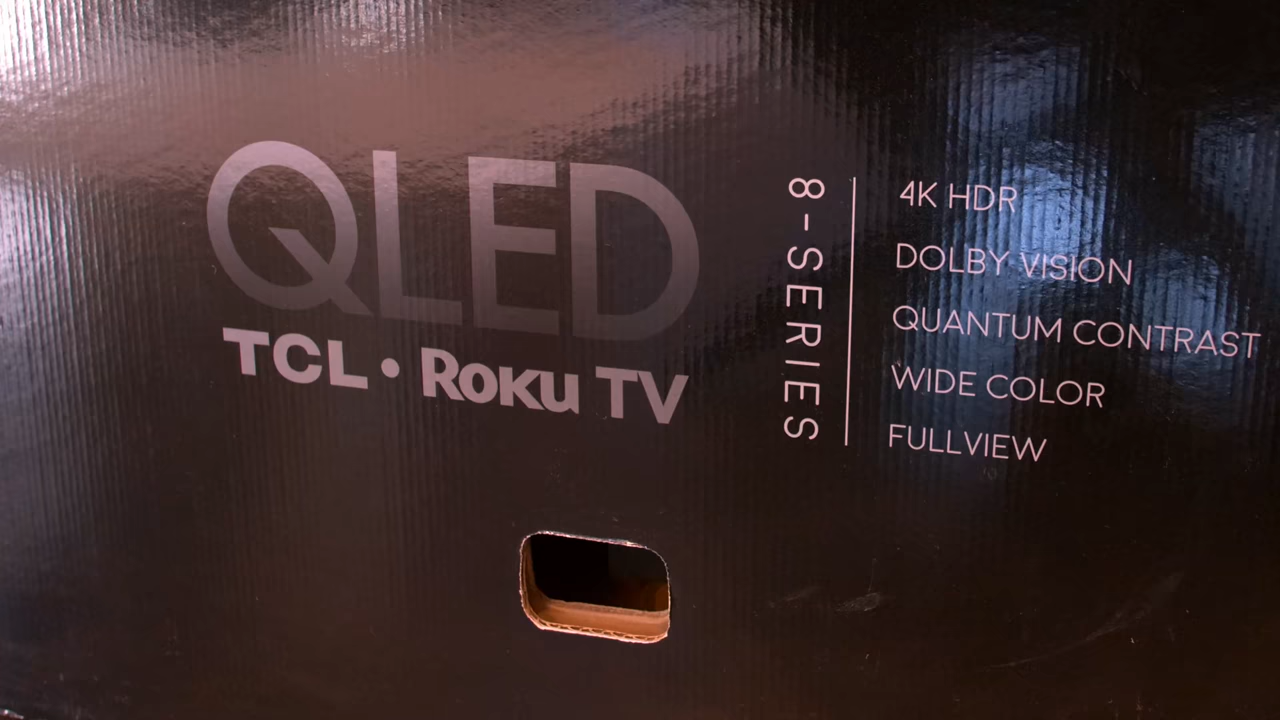 QLED
TCL • Roku TV
8-SERIES
4K HDR
DOLBY VISION
QUANTUM CONTRAST
WIDE COLOR
FULLVIEW